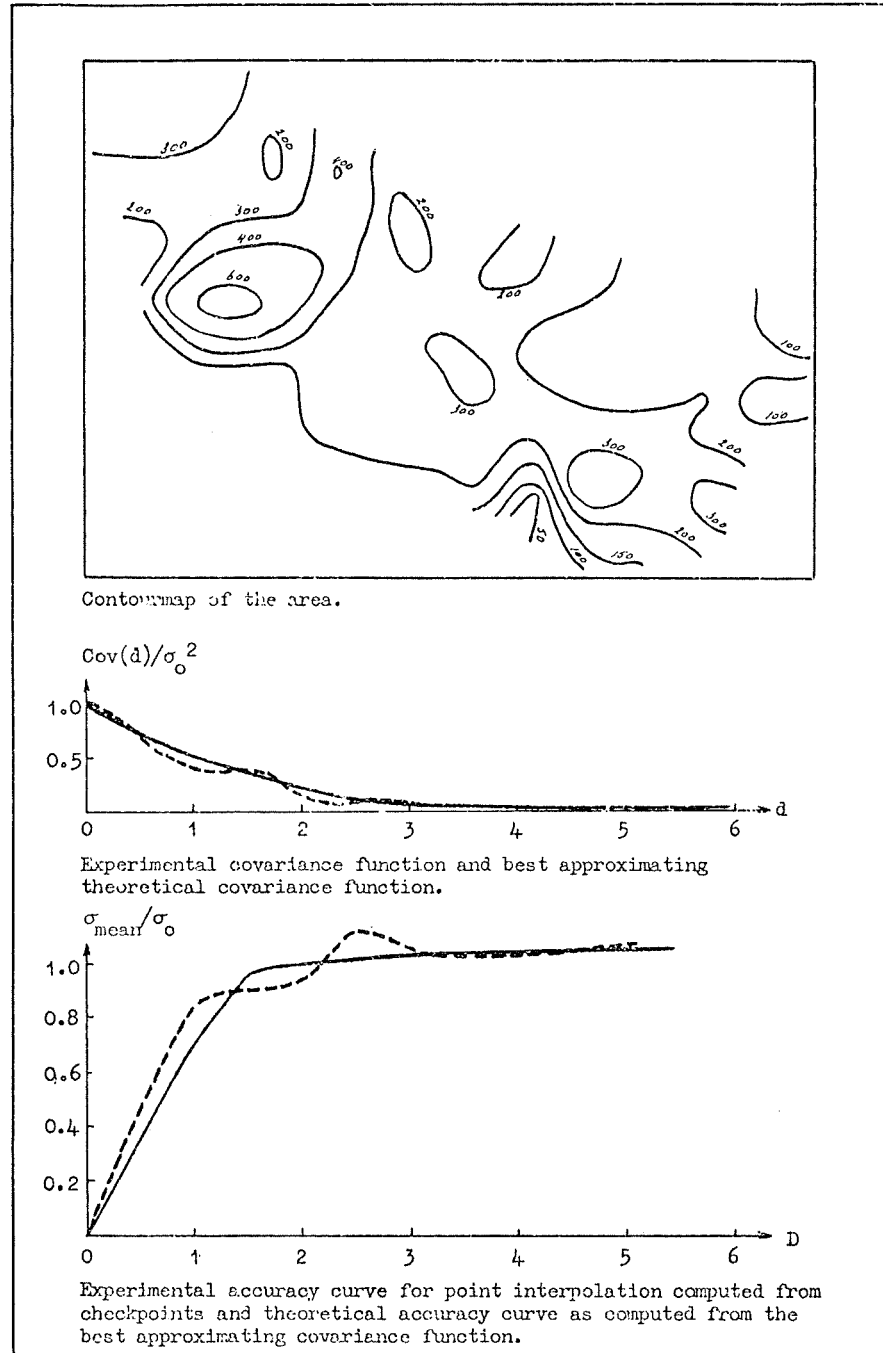 300
200
400
200
200
300
400
600
200
100
300
100
100
300
200
300
200
150
100
50
Contourmap of the area.
Cov(d)/σo²
1.0
0.5
0 1 2 3 4 5 6 d
Experimental covariance function and best approximating
theoretical covariance function.
σmean/σo
1.0
0.8
0.6
0.4
0.2
0 1 2 3 4 5 6 D
Experimental accuracy curve for point interpolation computed from
checkpoints and theoretical accuracy curve as computed from the
best approximating covariance function.